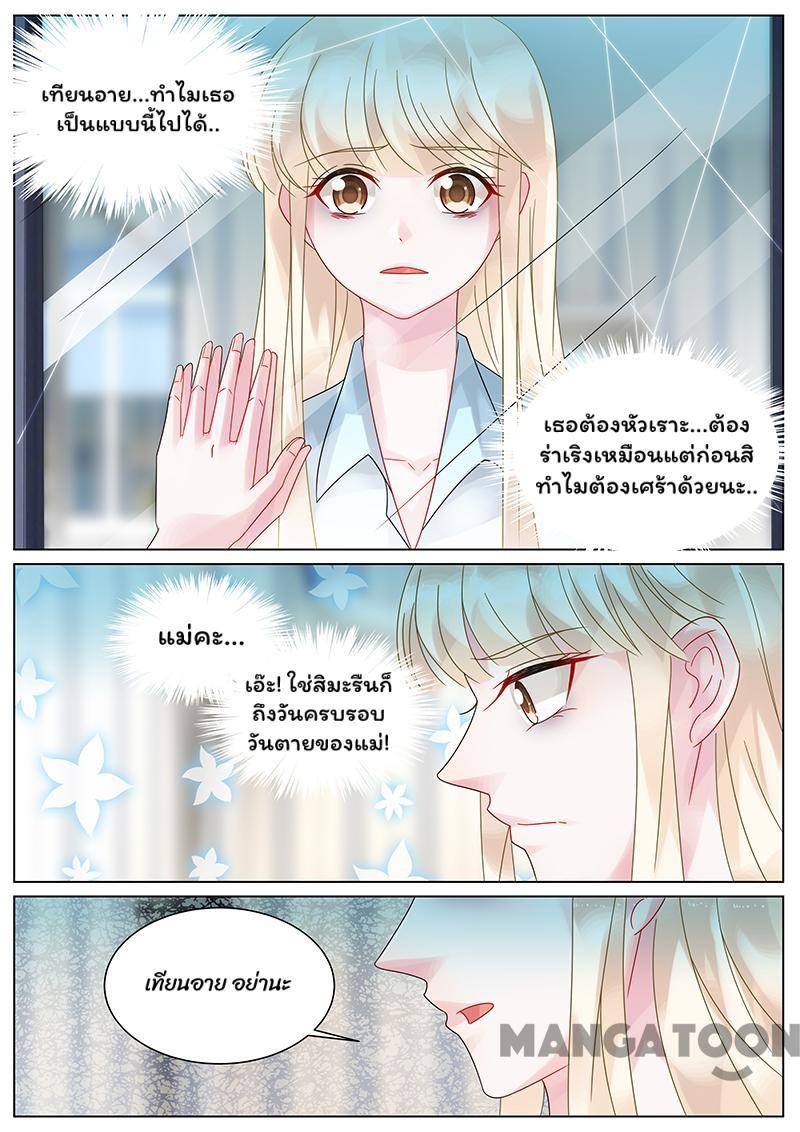 เทียนอาย...ทำไมเธอ
เป็นแบบนี้ไปได้..
เธอต้องหัวเราะ...ต้อง
ร่าเริงเหมือนแต่ก่อนสิ
ทำไมต้องเศร้าด้วยนะ..
แม่คะ...
เอ๊ะ! ใช่สิมะรืนก็
ถึงวันครบรอบ
วันตายของแม่!
เทียนอาย อย่านะ
MANGATOON